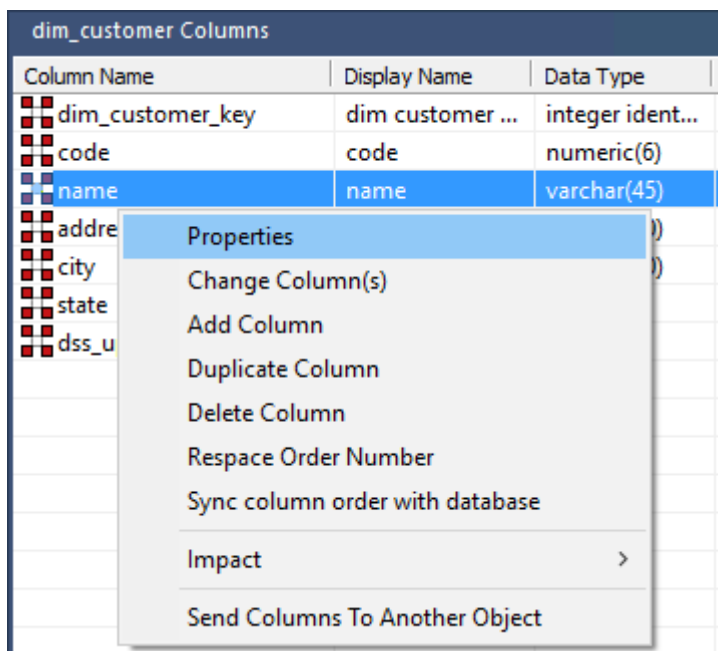 dim_customer Columns
Column Name Display Name Data Type
dim_customer_key dim customer ... integer ident...
code code numeric(6)
name name varchar(45)
addre )
city )
state
dss_u
Properties
Change Column(s)
Add Column
Duplicate Column
Delete Column
Respace Order Number
Sync column order with database
Impact
Send Columns To Another Object